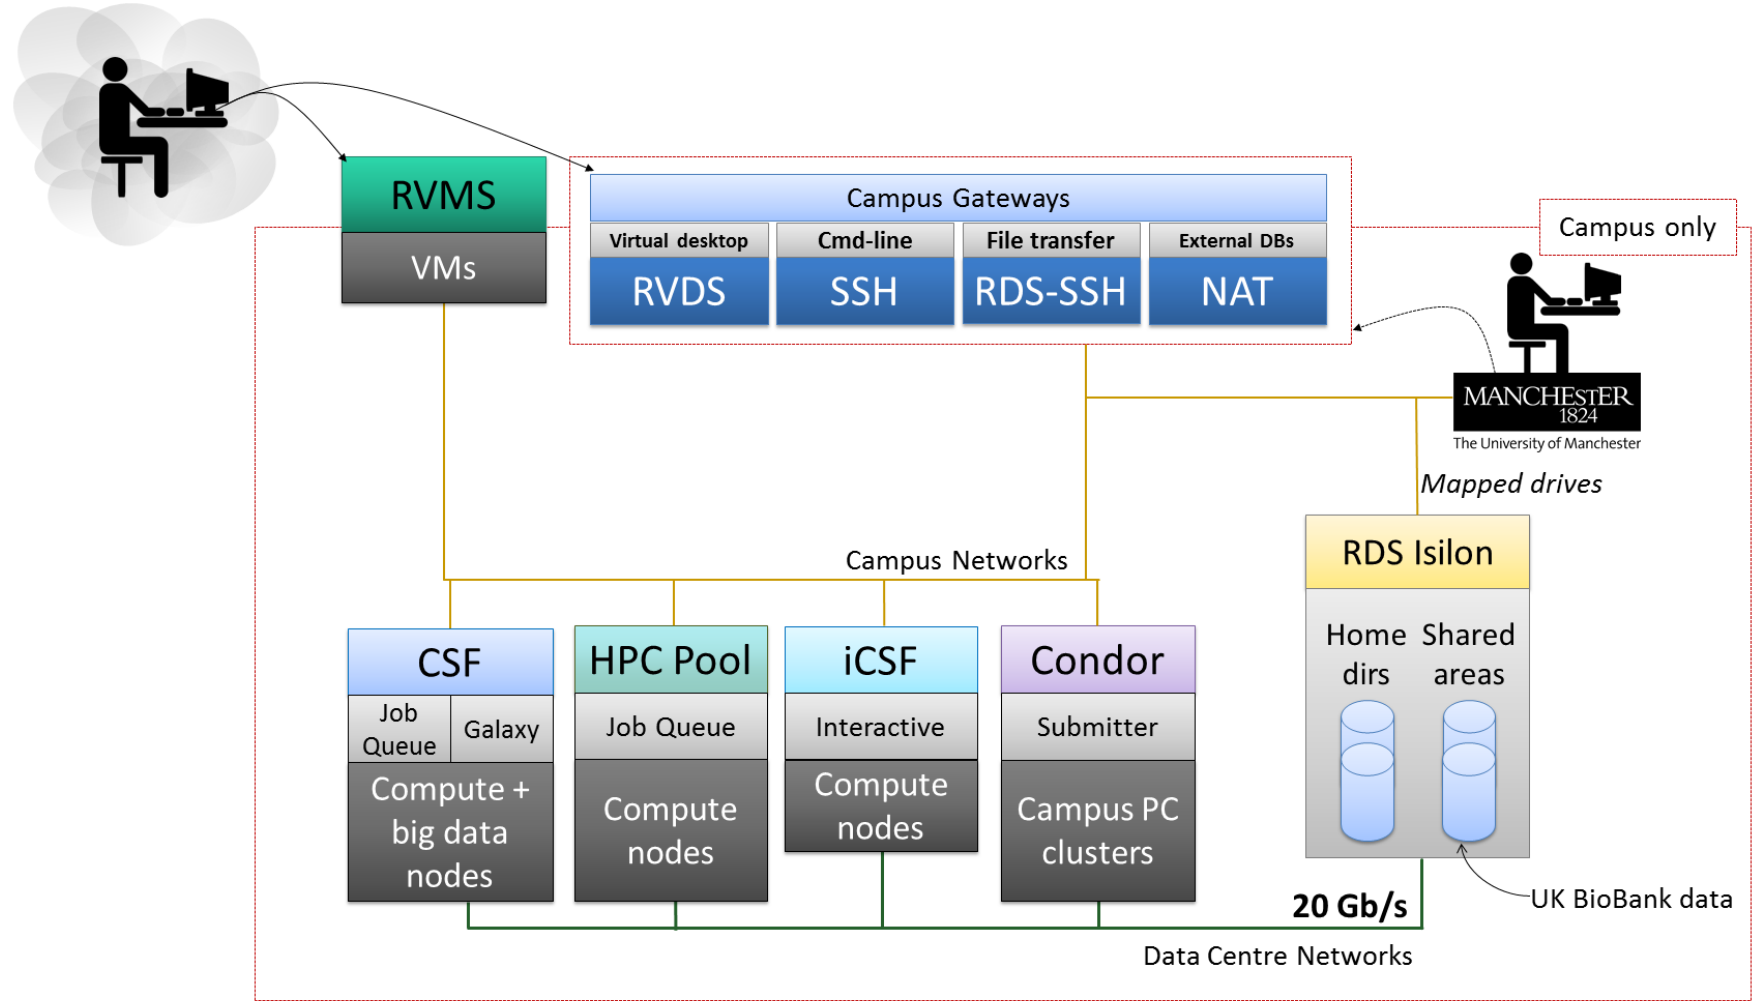 RVMS
VMs
Campus Gateways
Virtual desktop
Cmd-line
File transfer
External DBs
RVDS
SSH
RDS-SSH
NAT
Campus only
MANCHESTER
1824
The University of Manchester
Mapped drives
Campus Networks
RDS Isilon
Home
dirs
Shared
areas
CSF
Job
Queue
Galaxy
Compute +
big data
nodes
HPC Pool
Job Queue
Compute
nodes
iCSF
Interactive
Compute
nodes
Condor
Submitter
Campus PC
clusters
20 Gb/s
UK BioBank data
Data Centre Networks